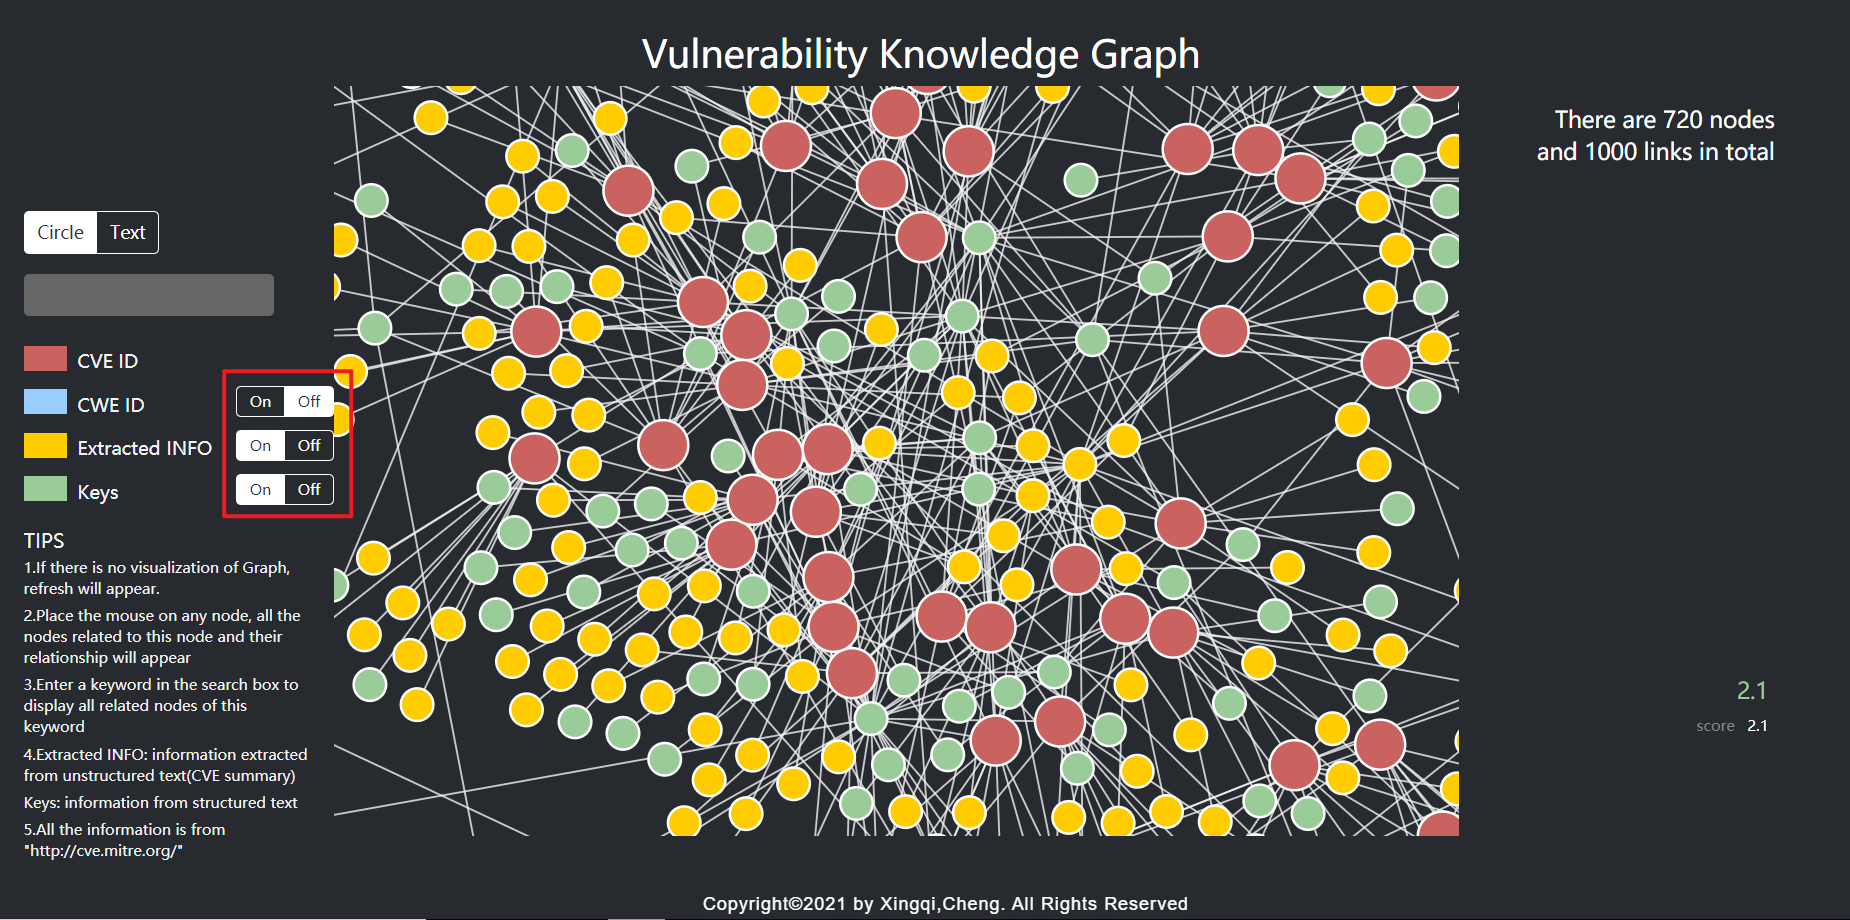 Vulnerability Knowledge Graph
There are 720 nodes
and 1000 links in total
Circle Text
CVE ID
CWE ID On Off
Extracted INFO On Off
Keys On Off
TIPS
1.If there is no visualization of Graph,
refresh will appear.
2.Place the mouse on any node, all the
nodes related to this node and their
relationship will appear
3.Enter a keyword in the search box to
display all related nodes of this
keyword
4.Extracted INFO: information extracted
from unstructured text(CVE summary)
Keys: information from structured text
5.All the information is from
"http://cve.mitre.org/"
2.1
score 2.1
Copyright©2021 by Xingqi,Cheng. All Rights Reserved